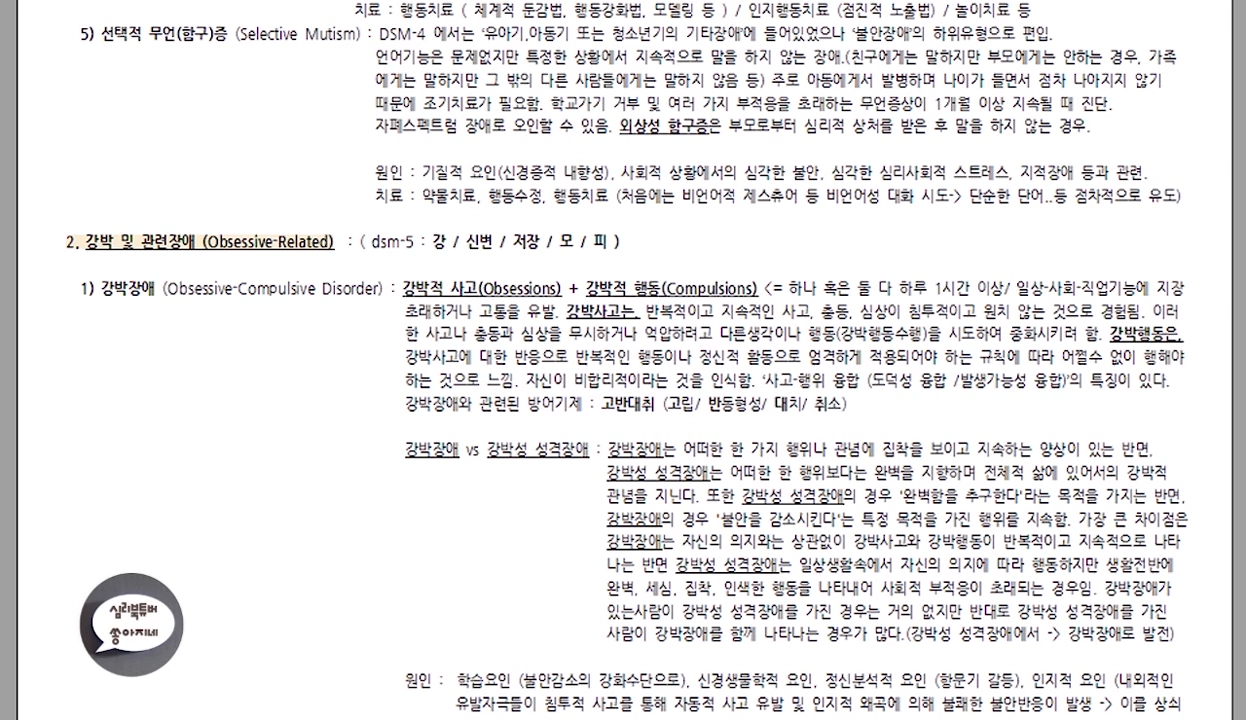 치료 : 행동치료 ( 체계적 둔감법, 행동강화법, 모델링 등 ) / 인지행동치료 (점진적 노출법) / 놀이치료 등
5) 선택적 무언(함구)증 (Selective Mutism) : DSM-4 에서는 '유아기,아동기 또는 청소년기의 기타장애'에 들어있었으나 '불안장애'의 하위유형으로 편입.
언어기능은 문제없지만 특정한 상황에서 지속적으로 말을 하지 않는 장애.(친구에게는 말하지만 부모에게는 안하는 경우, 가족
에게는 말하지만 그 밖의 다른 사람들에게는 말하지 않음 등) 주로 아동에게서 발병하며 나이가 들면서 점차 나아지지 않기
때문에 조기치료가 필요함. 학교가기 거부 및 여러 가지 부적응을 초래하는 무언증상이 1개월 이상 지속될 때 진단.
자폐스펙트럼 장애로 오인할 수 있음. 외상성 함구증은 부모로부터 심리적 상처를 받은 후 말을 하지 않는 경우.
원인 : 기질적 요인(신경증적 내향성), 사회적 상황에서의 심각한 불안, 심각한 심리사회적 스트레스, 지적장애 등과 관련.
치료 : 약물치료, 행동수정, 행동치료 (처음에는 비언어적 제스츄어 등 비언어성 대화 시도-> 단순한 단어..등 점차적으로 유도)
2. 강박 및 관련장애 (Obsessive-Related) : ( dsm-5 : 강 / 신변 / 저장 / 모 / 피 )
1) 강박장애 (Obsessive-Compulsive Disorder) : 강박적 사고(Obsessions) + 강박적 행동(Compulsions) <= 하나 혹은 둘 다 하루 1시간 이상/ 일상-사회-직업기능에 지장
초래하거나 고통을 유발. 강박사고는, 반복적이고 지속적인 사고, 충동, 심상이 침투적이고 원치 않는 것으로 경험됨. 이러
한 사고나 충동과 심상을 무시하거나 억압하려고 다른생각이나 행동(강박행동수행)을 시도하여 중화시키려 함. 강박행동은,
강박사고에 대한 반응으로 반복적인 행동이나 정신적 활동으로 엄격하게 적용되어야 하는 규칙에 따라 어쩔수 없이 행해야
하는 것으로 느낌. 자신이 비합리적이라는 것을 인식함. '사고-행위 융합 (도덕성 융합 /발생가능성 융합)'의 특징이 있다.
강박장애와 관련된 방어기제 : 고반대취 (고립/ 반동형성/ 대치/ 취소)
강박장애 vs 강박성 성격장애 : 강박장애는 어떠한 한 가지 행위나 관념에 집착을 보이고 지속하는 양상이 있는 반면,
강박성 성격장애는 어떠한 한 행위보다는 완벽을 지향하며 전체적 삶에 있어서의 강박적
관념을 지닌다. 또한 강박성 성격장애의 경우 '완벽함을 추구한다'라는 목적을 가지는 반면,
강박장애의 경우 '불안을 감소시킨다'는 특정 목적을 가진 행위를 지속함. 가장 큰 차이점은
강박장애는 자신의 의지와는 상관없이 강박사고와 강박행동이 반복적이고 지속적으로 나타
나는 반면 강박성 성격장애는 일상생활속에서 자신의 의지에 따라 행동하지만 생활전반에
완벽, 세심, 집착, 인색한 행동을 나타내어 사회적 부적응이 초래되는 경우임. 강박장애가
있는사람이 강박성 성격장애를 가진 경우는 거의 없지만 반대로 강박성 성격장애를 가진
사람이 강박장애를 함께 나타나는 경우가 많다.(강박성 성격장애에서 -> 강박장애로 발전)
심리북튜버
쏭아지네
원인 : 학습요인 (불안감소의 강화수단으로), 신경생물학적 요인, 정신분석적 요인 (항문기 갈등), 인지적 요인 (내외적인
유발자극들이 침투적 사고를 통해 자동적 사고 유발 및 인지적 왜곡에 의해 불쾌한 불안반응이 발생 -> 이를 상쇠